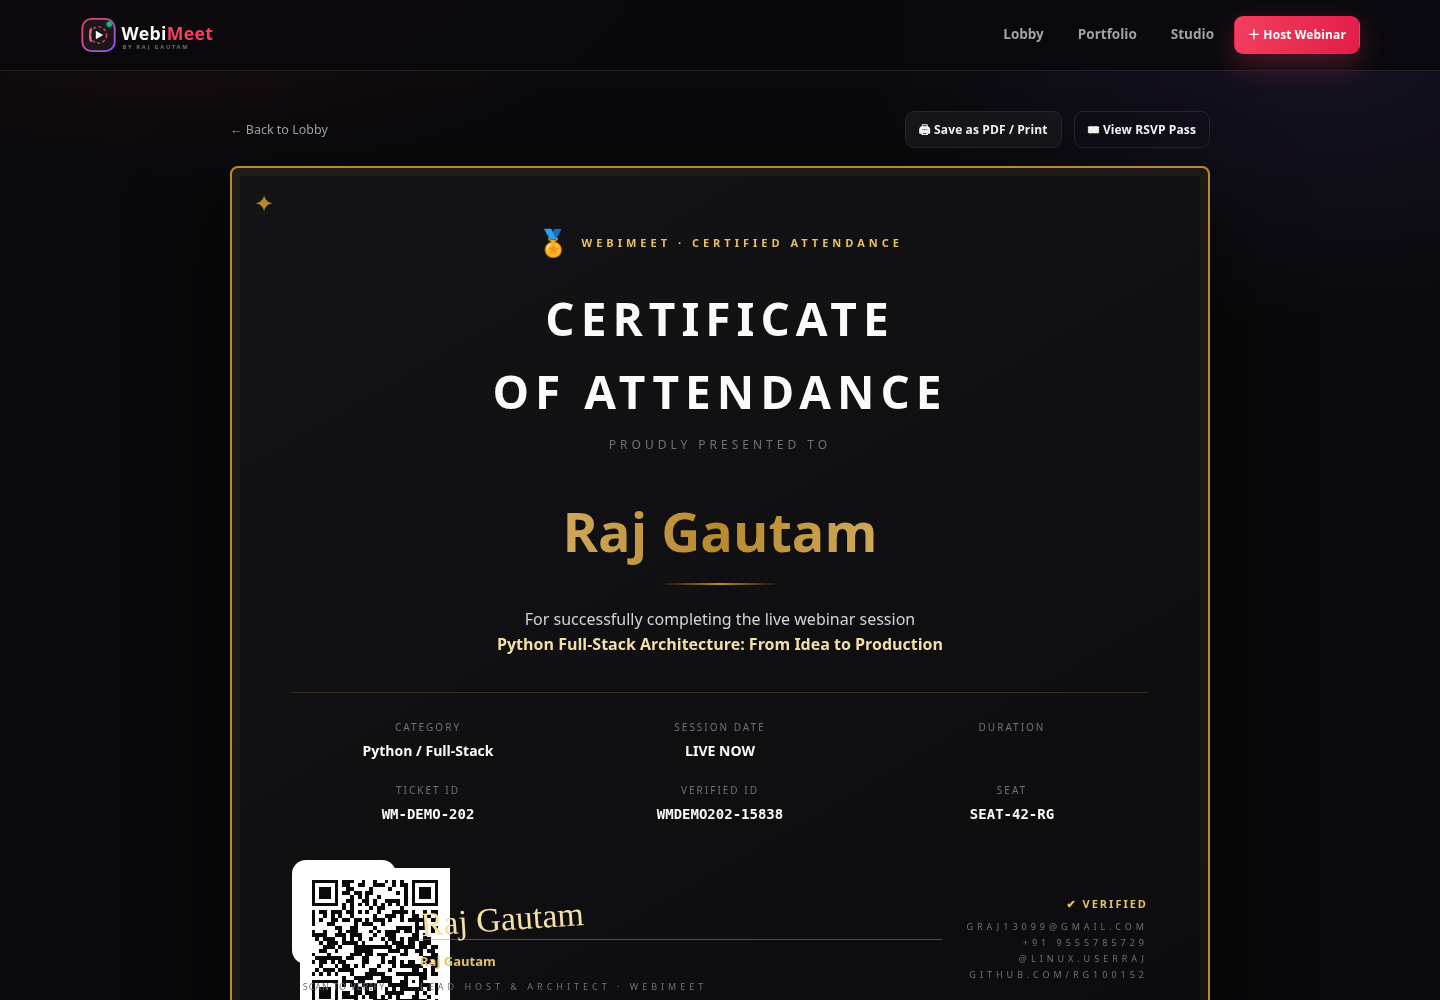 WebiMeet
BY RAJ GAUTAM
Lobby
Portfolio
Studio
+ Host Webinar
← Back to Lobby
Save as PDF / Print
View RSVP Pass
WEBIMEET · CERTIFIED ATTENDANCE
CERTIFICATE
OF ATTENDANCE
PROUDLY PRESENTED TO
Raj Gautam
For successfully completing the live webinar session
Python Full-Stack Architecture: From Idea to Production
CATEGORY
Python / Full-Stack
SESSION DATE
LIVE NOW
DURATION
TICKET ID
WM-DEMO-202
VERIFIED ID
WMDEMO202-15838
SEAT
SEAT-42-RG
Raj Gautam
Raj Gautam
HOST & ARCHITECT · WEBIMEET
✔ VERIFIED
GRAJ13099@GMAIL.COM
+91 9555785729
@LINUX.USERRAJ
GITHUB.COM/RG100152